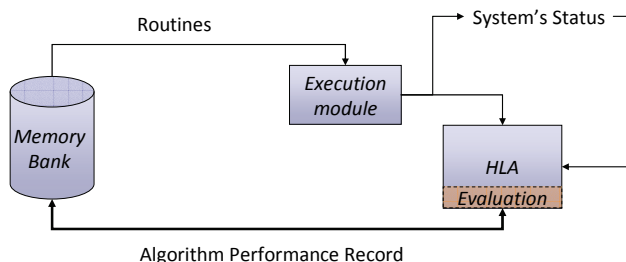 Routines
System's Status
Execution
module
Memory
Bank
HLA
Evaluation
Algorithm Performance Record